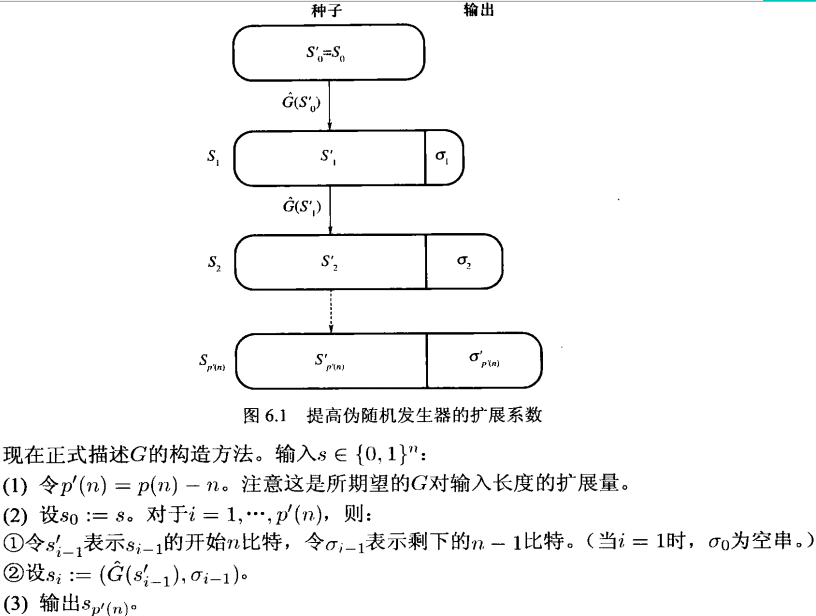 种子 输出
S'₀=S₀
Ĝ(S'₀)
S₁ S'₁ σ₁
Ĝ(S'₁)
S₂ S'₂ σ₂
S_{p'(n)} S'_{p'(n)} σ'_{p'(n)}
图 6.1 提高伪随机发生器的扩展系数
现在正式描述G的构造方法。输入s ∈ {0, 1}ⁿ：
(1) 令p'(n) = p(n) − n。注意这是所期望的G对输入长度的扩展量。
(2) 设s₀ := s。对于i = 1,⋯, p'(n)，则：
①令s'_{i−1}表示s_{i−1}的开始n比特，令σ_{i−1}表示剩下的n − 1比特。（当i = 1时，σ₀为空串。）
②设s_i := (Ĝ(s'_{i−1}), σ_{i−1})。
(3) 输出s_{p'(n)}。